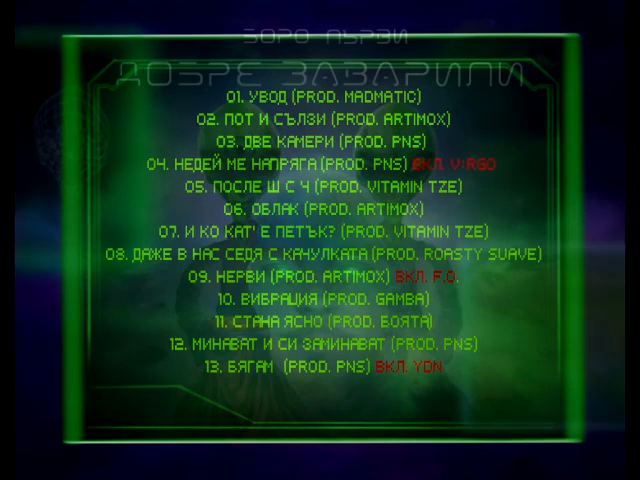 БОРО ПЪРВИ
ДОБРЕ ЗАВАРИЛИ
01. УВОД (PROD. MADMATIC)
02. ПОТ И СЪЛЗИ (PROD. ARTIMOX)
03. ДВЕ КАМЕРИ (PROD. PNS)
04. НЕДЕЙ МЕ НАПРЯГА (PROD. PNS) ВКЛ. V:RGO
05. ПОСЛЕ Ш С Ч (PROD. VITAMIN TZE)
06. ОБЛАК (PROD. ARTIMOX)
07. И КО КАТ' Е ПЕТЪК? (PROD. VITAMIN TZE)
08. ДАЖЕ В НАС СЕДЯ С КАЧУЛКАТА (PROD. ROASTY SUAVE)
09. НЕРВИ (PROD. ARTIMOX) ВКЛ. F.O.
10. ВИБРАЦИЯ (PROD. GAMBA)
11. СТАНА ЯСНО (PROD. БОЯТА)
12. МИНАВАТ И СИ ЗАМИНАВАТ (PROD. PNS)
13. БЯГАМ (PROD. PNS) ВКЛ. YDN